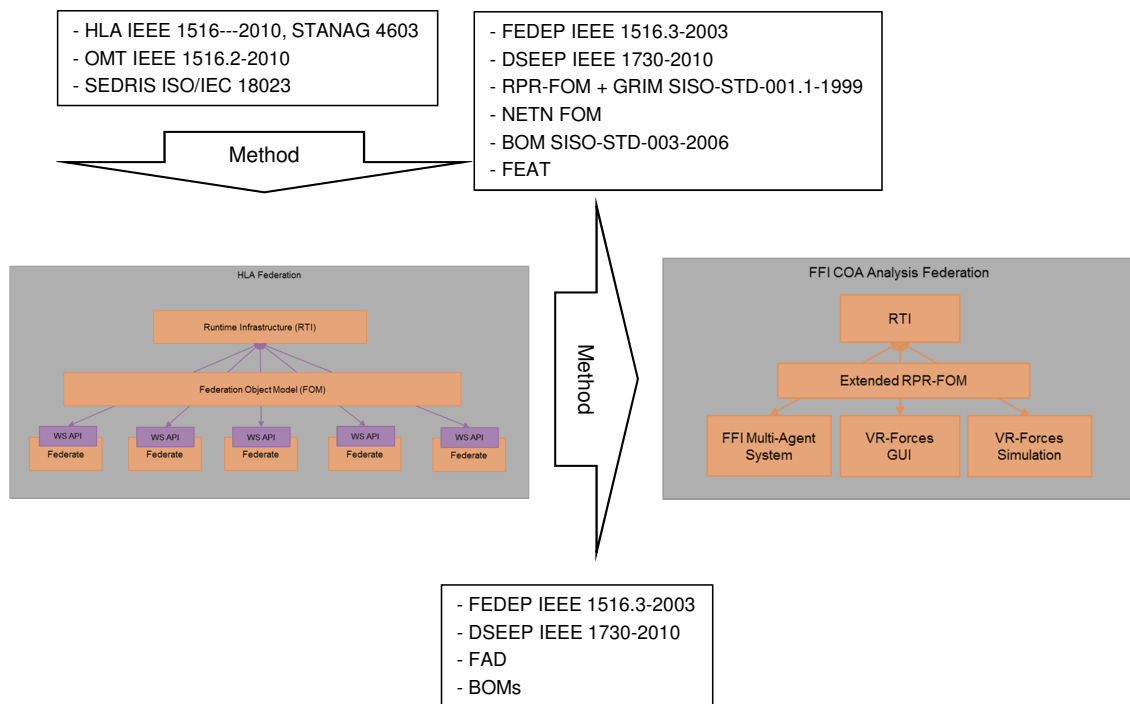 - HLA IEEE 1516---2010, STANAG 4603
- OMT IEEE 1516.2-2010
- SEDRIS ISO/IEC 18023
- FEDEP IEEE 1516.3-2003
- DSEEP IEEE 1730-2010
- RPR-FOM + GRIM SISO-STD-001.1-1999
- NETN FOM
- BOM SISO-STD-003-2006
- FEAT
Method
HLA Federation
Runtime Infrastructure (RTI)
Federation Object Model (FOM)
WS API
Federate
WS API
Federate
WS API
Federate
WS API
Federate
WS API
Federate
Method
FFI COA Analysis Federation
RTI
Extended RPR-FOM
FFI Multi-Agent
System
VR-Forces
GUI
VR-Forces
Simulation
- FEDEP IEEE 1516.3-2003
- DSEEP IEEE 1730-2010
- FAD
- BOMs